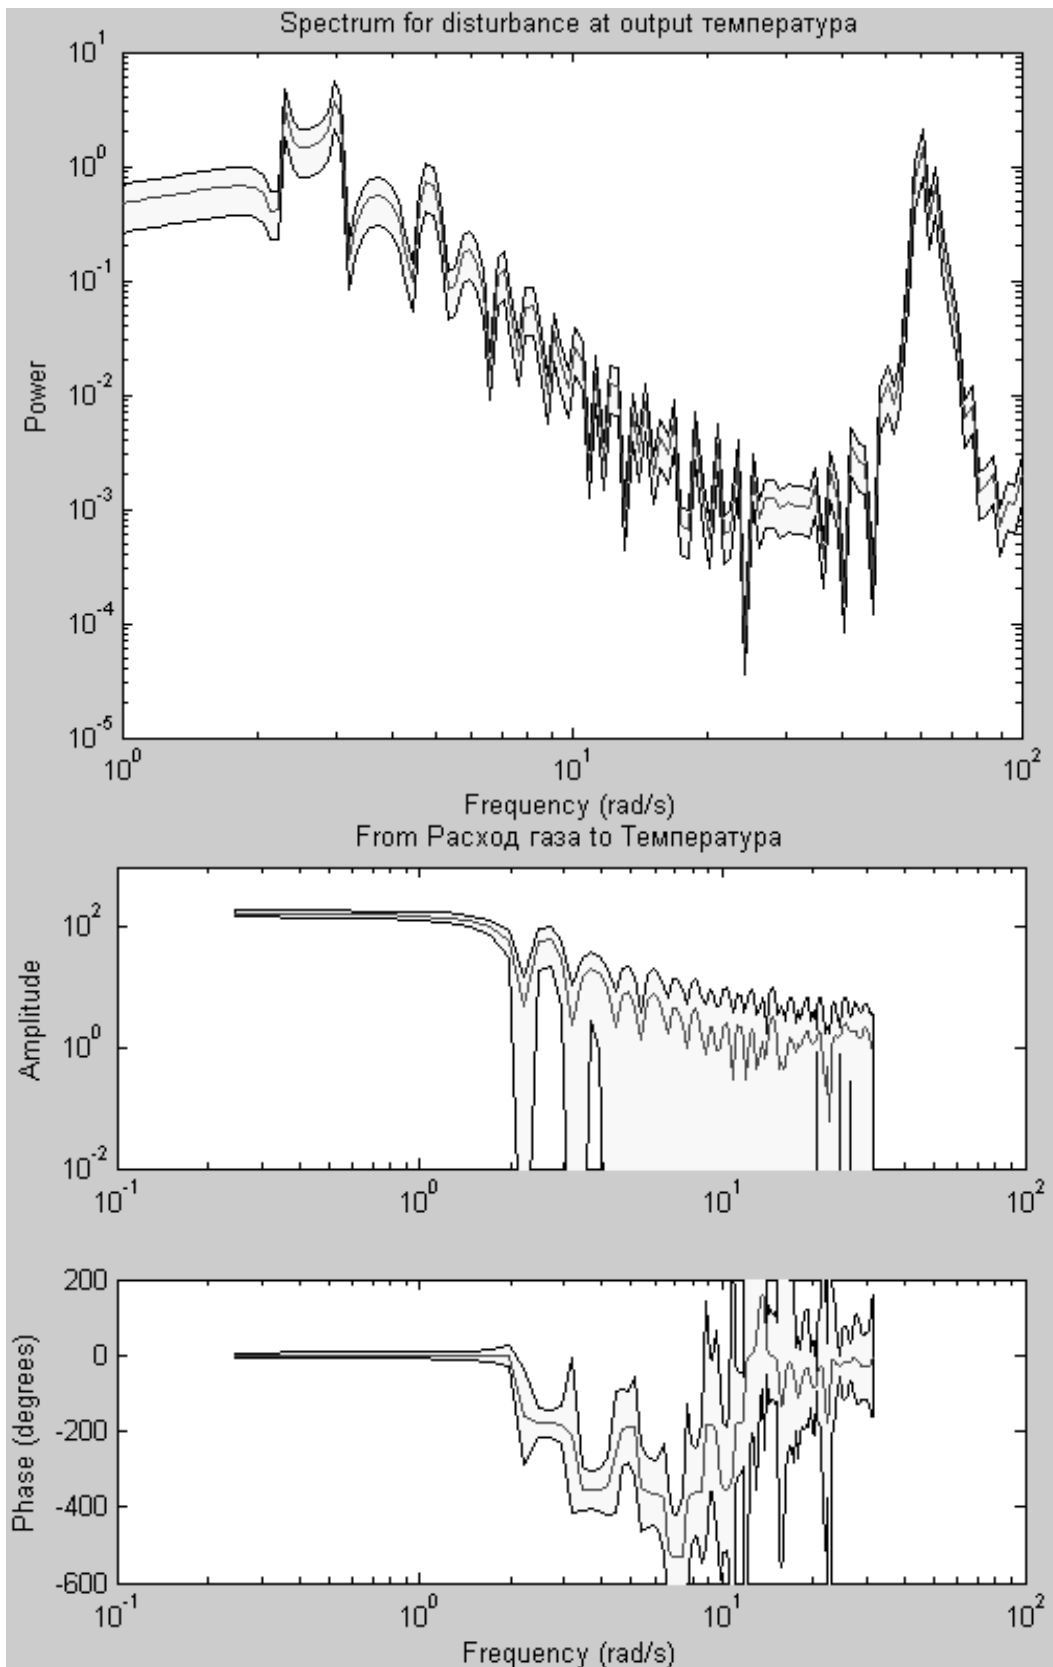 Spectrum for disturbance at output температура
10^1
10^0
10^-1
10^-2
10^-3
10^-4
10^-5
Power
10^0 10^1 10^2
Frequency (rad/s)
From Расход газа to Температура
10^2
10^0
10^-2
Amplitude
10^-1 10^0 10^1 10^2
200
0
-200
-400
-600
Phase (degrees)
10^-1 10^0 10^1 10^2
Frequency (rad/s)